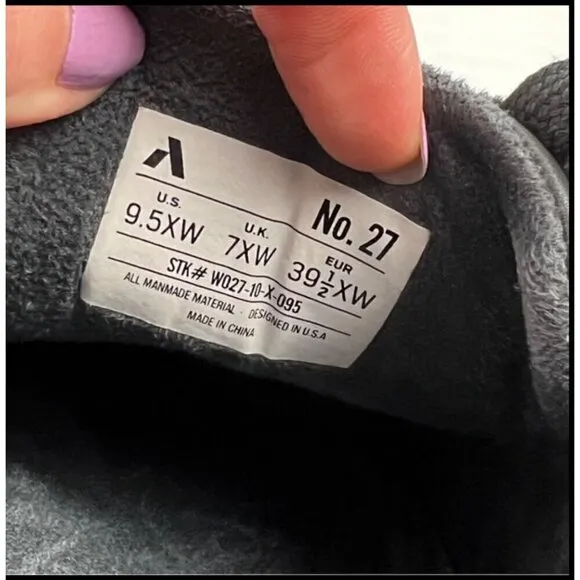 No. 27
U.S. U.K. EUR
9.5XW 7XW 39½XW
STK# W027-10-X-095
ALL MANMADE MATERIAL · DESIGNED IN U.S.A
MADE IN CHINA